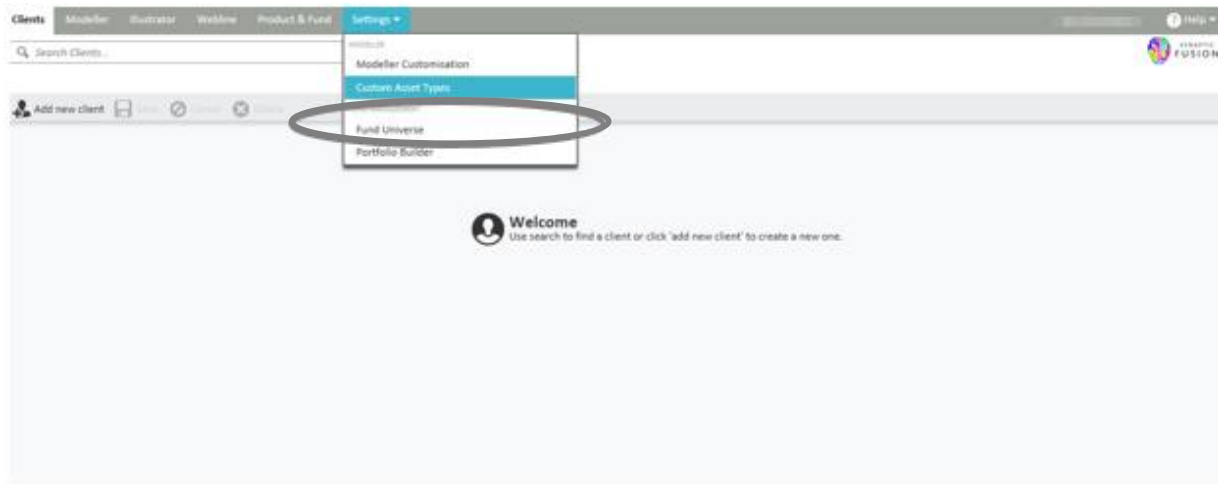 Clients Modeller Illustrator Webline Product & Fund Settings Help
Search Clients...
SYNAPTIC
FUSION
MODELLER
Modeller Customisation
Custom Asset Types
Add new client
Fund Universe
Portfolio Builder
Welcome
Use search to find a client or click 'add new client' to create a new one.